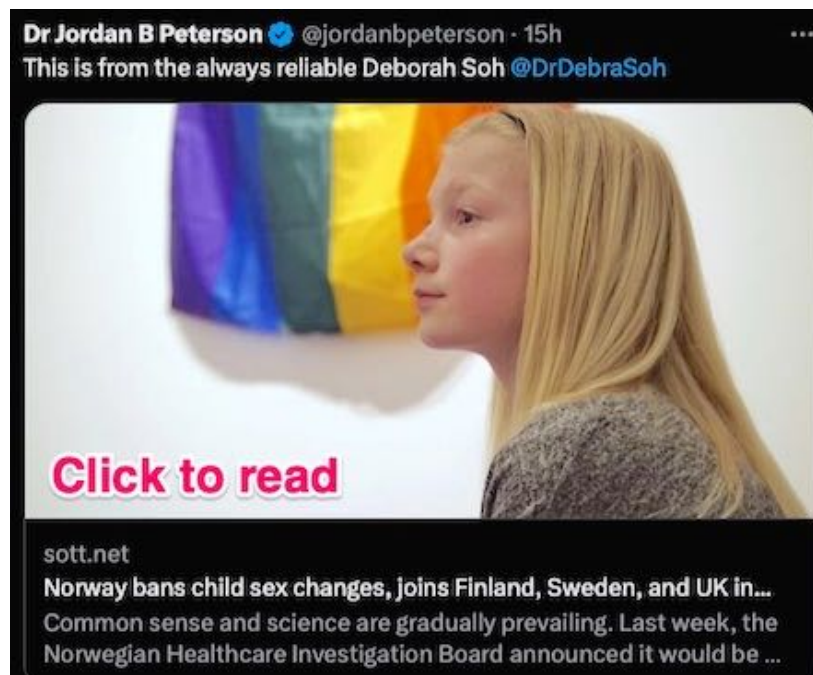 Dr Jordan B Peterson @jordanbpeterson · 15h
This is from the always reliable Deborah Soh @DrDebraSoh
Click to read
sott.net
Norway bans child sex changes, joins Finland, Sweden, and UK in...
Common sense and science are gradually prevailing. Last week, the
Norwegian Healthcare Investigation Board announced it would be ...